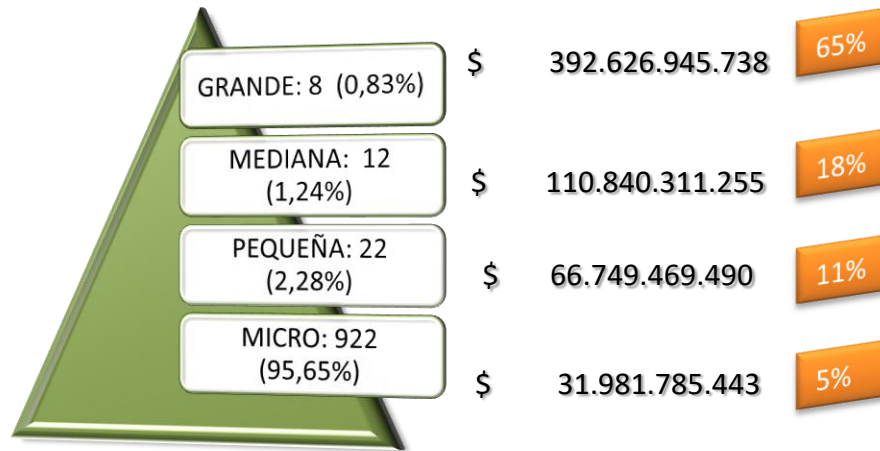 GRANDE: 8 (0,83%)
$ 392.626.945.738
65%
MEDIANA: 12
(1,24%)
$ 110.840.311.255
18%
PEQUEÑA: 22
(2,28%)
$ 66.749.469.490
11%
MICRO: 922
(95,65%)
$ 31.981.785.443
5%